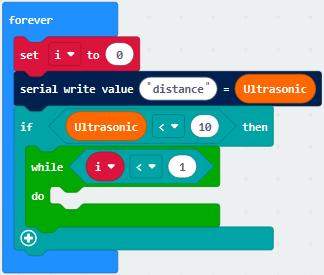 forever
set i to 0
serial write value "distance" = Ultrasonic
if Ultrasonic < 10 then
while i < 1
do